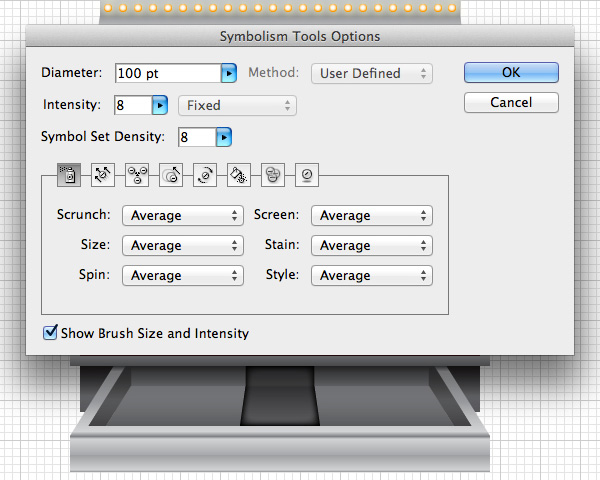 Symbolism Tools Options
Diameter: 100 pt Method: User Defined OK
Intensity: 8 Fixed Cancel
Symbol Set Density: 8
Scrunch: Average Screen: Average
Size: Average Stain: Average
Spin: Average Style: Average
Show Brush Size and Intensity